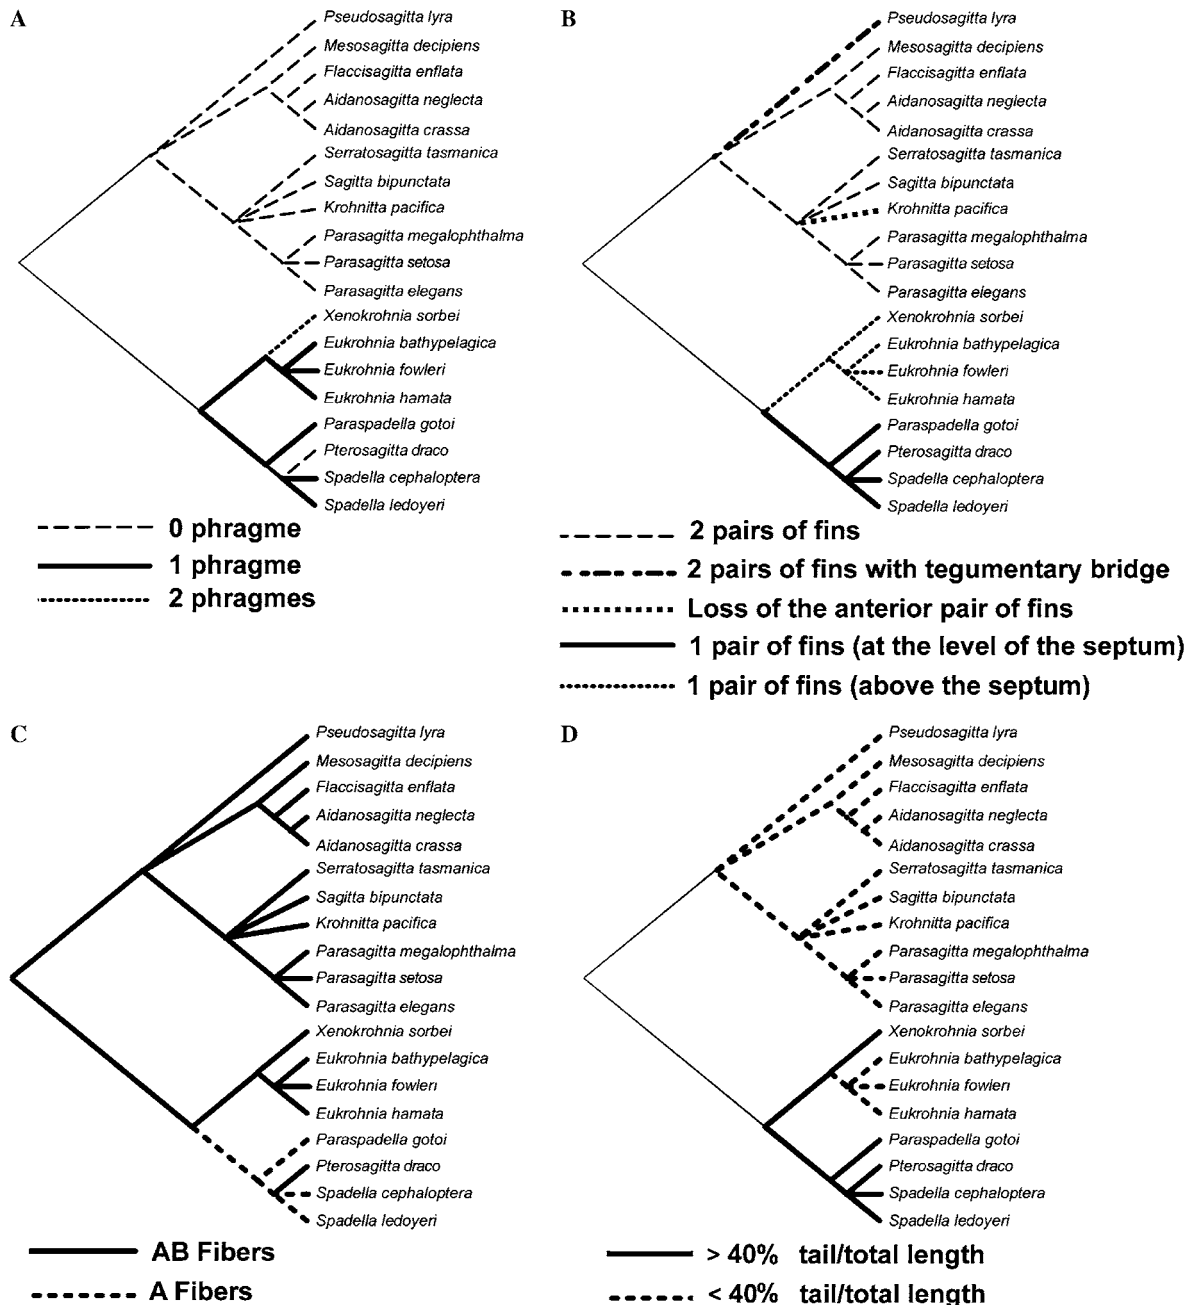 A
Pseudosagitta lyra
Mesosagitta decipiens
Flaccisagitta enflata
Aidanosagitta neglecta
Aidanosagitta crassa
Serratosagitta tasmanica
Sagitta bipunctata
Krohnitta pacifica
Parasagitta megalophthalma
Parasagitta setosa
Parasagitta elegans
Xenokrohnia sorbei
Eukrohnia bathypelagica
Eukrohnia fowleri
Eukrohnia hamata
Paraspadella gotoi
Pterosagitta draco
Spadella cephaloptera
Spadella ledoyeri
0 phragme
1 phragme
2 phragmes
B
Pseudosagitta lyra
Mesosagitta decipiens
Flaccisagitta enflata
Aidanosagitta neglecta
Aidanosagitta crassa
Serratosagitta tasmanica
Sagitta bipunctata
Krohnitta pacifica
Parasagitta megalophthalma
Parasagitta setosa
Parasagitta elegans
Xenokrohnia sorbei
Eukrohnia bathypelagica
Eukrohnia fowleri
Eukrohnia hamata
Paraspadella gotoi
Pterosagitta draco
Spadella cephaloptera
Spadella ledoyeri
2 pairs of fins
2 pairs of fins with tegumentary bridge
Loss of the anterior pair of fins
1 pair of fins (at the level of the septum)
1 pair of fins (above the septum)
C
Pseudosagitta lyra
Mesosagitta decipiens
Flaccisagitta enflata
Aidanosagitta neglecta
Aidanosagitta crassa
Serratosagitta tasmanica
Sagitta bipunctata
Krohnitta pacifica
Parasagitta megalophthalma
Parasagitta setosa
Parasagitta elegans
Xenokrohnia sorbei
Eukrohnia bathypelagica
Eukrohnia fowleri
Eukrohnia hamata
Paraspadella gotoi
Pterosagitta draco
Spadella cephaloptera
Spadella ledoyeri
AB Fibers
A Fibers
D
Pseudosagitta lyra
Mesosagitta decipiens
Flaccisagitta enflata
Aidanosagitta neglecta
Aidanosagitta crassa
Serratosagitta tasmanica
Sagitta bipunctata
Krohnitta pacifica
Parasagitta megalophthalma
Parasagitta setosa
Parasagitta elegans
Xenokrohnia sorbei
Eukrohnia bathypelagica
Eukrohnia fowleri
Eukrohnia hamata
Paraspadella gotoi
Pterosagitta draco
Spadella cephaloptera
Spadella ledoyeri
> 40% tail/total length
< 40% tail/total length